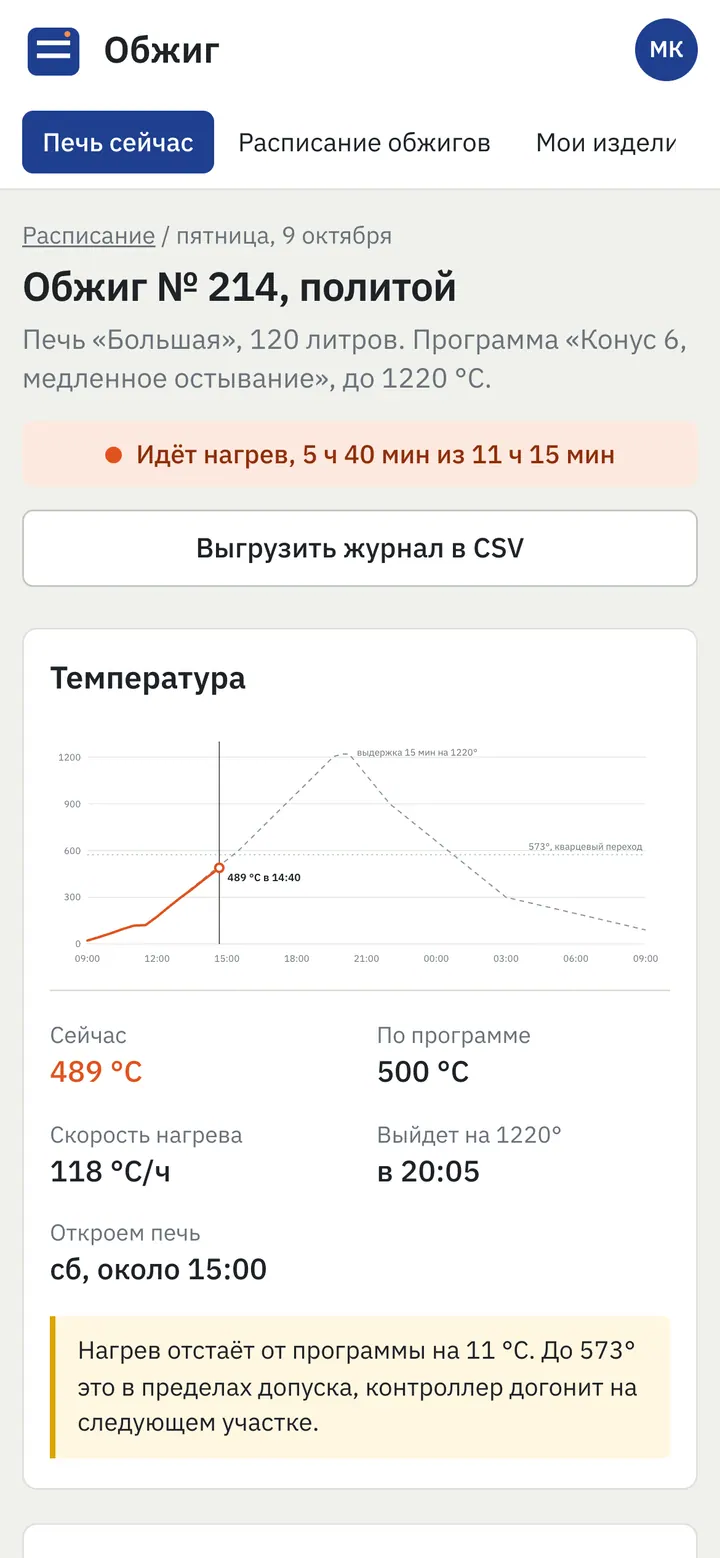 Обжиг
МК
Печь сейчас
Расписание обжигов
Мои издели
Расписание / пятница, 9 октября
Обжиг № 214, политой
Печь «Большая», 120 литров. Программа «Конус 6,
медленное остывание», до 1220 °C.
Идёт нагрев, 5 ч 40 мин из 11 ч 15 мин
Выгрузить журнал в CSV
Температура
1200
выдержка 15 мин на 1220°
900
600
573°, кварцевый переход
489 °C в 14:40
300
0
09:00 12:00 15:00 18:00 21:00 00:00 03:00 06:00 09:00
Сейчас
489 °C
По программе
500 °C
Скорость нагрева
118 °C/ч
Выйдет на 1220°
в 20:05
Откроем печь
сб, около 15:00
Нагрев отстаёт от программы на 11 °C. До 573°
это в пределах допуска, контроллер догонит на
следующем участке.